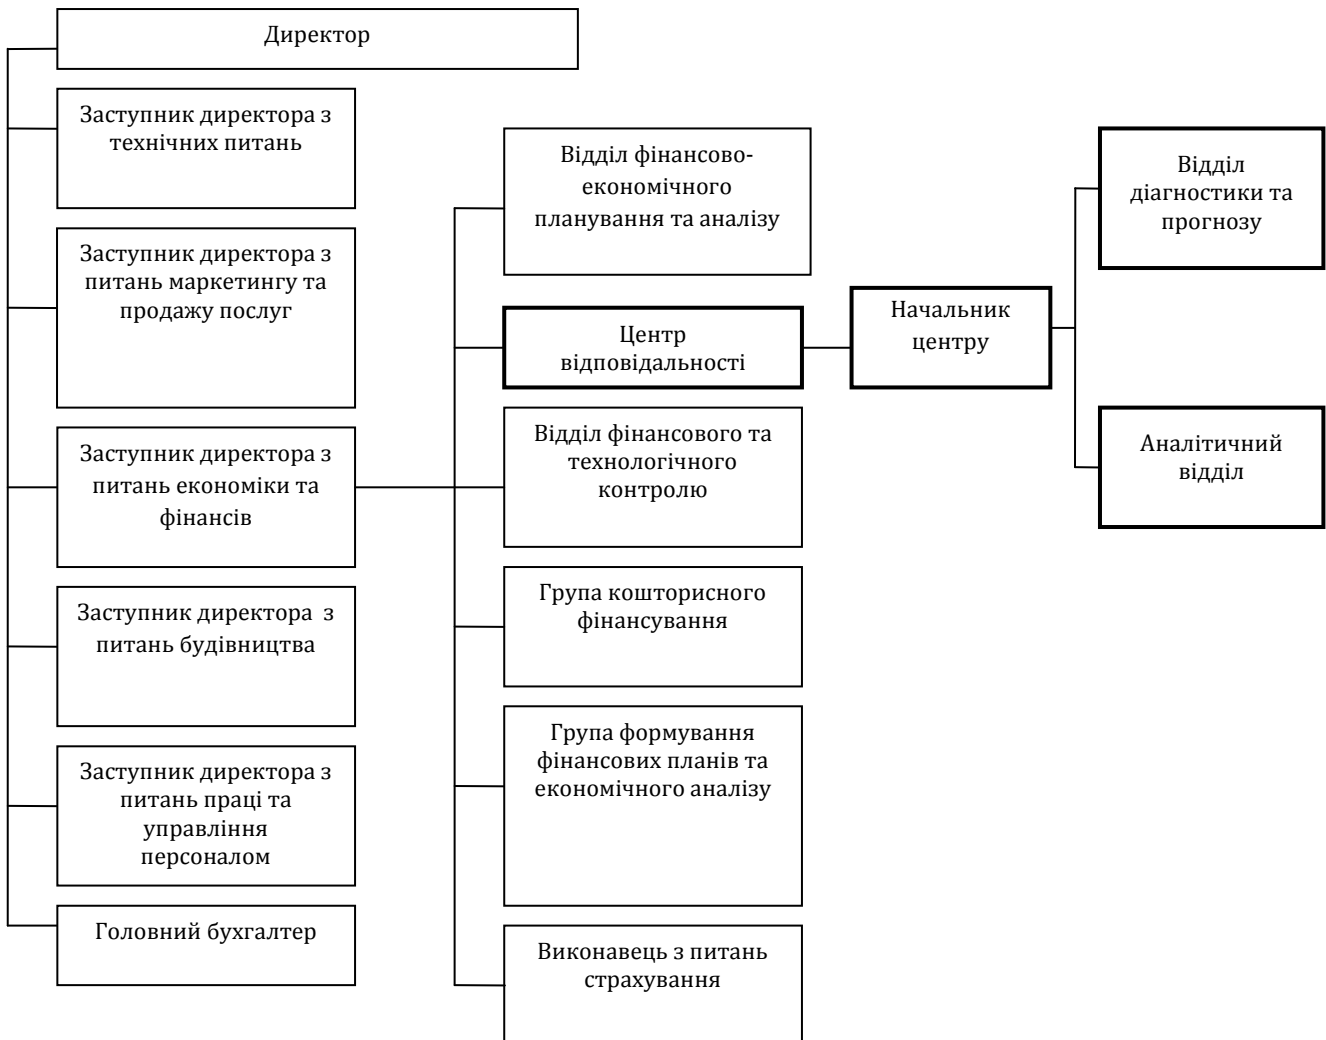 Директор
Заступник директора з
технічних питань
Заступник директора з
питань маркетингу та
продажу послуг
Заступник директора з
питань економіки та
фінансів
Заступник директора  з
питань будівництва
Заступник директора з
питань праці та
управління
персоналом
Головний бухгалтер
Відділ фінансово-
економічного
планування та аналізу
Центр
відповідальності
Відділ фінансового та
технологічного
контролю
Група кошторисного
фінансування
Група формування
фінансових планів та
економічного аналізу
Виконавець з питань
страхування
Начальник
центру
Відділ
діагностики та
прогнозу
Аналітичний
відділ